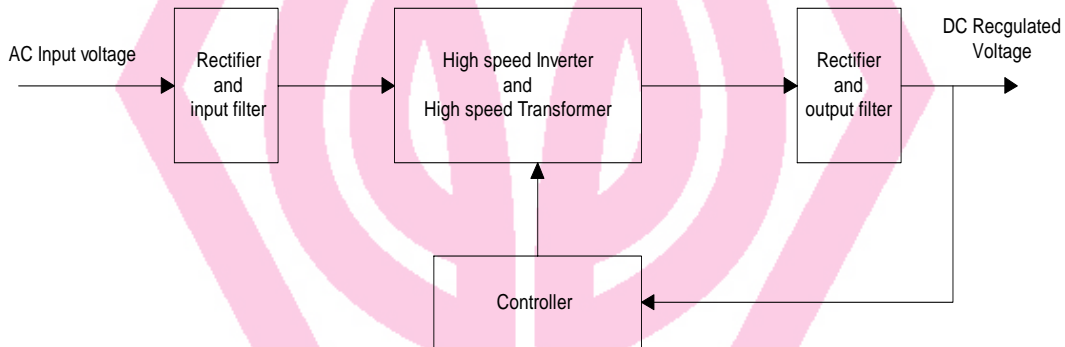 AC Input voltage
Rectifier
and
input filter
High speed Inverter
and
High speed Transformer
Rectifier
and
output filter
DC Recgulated
Voltage
Controller